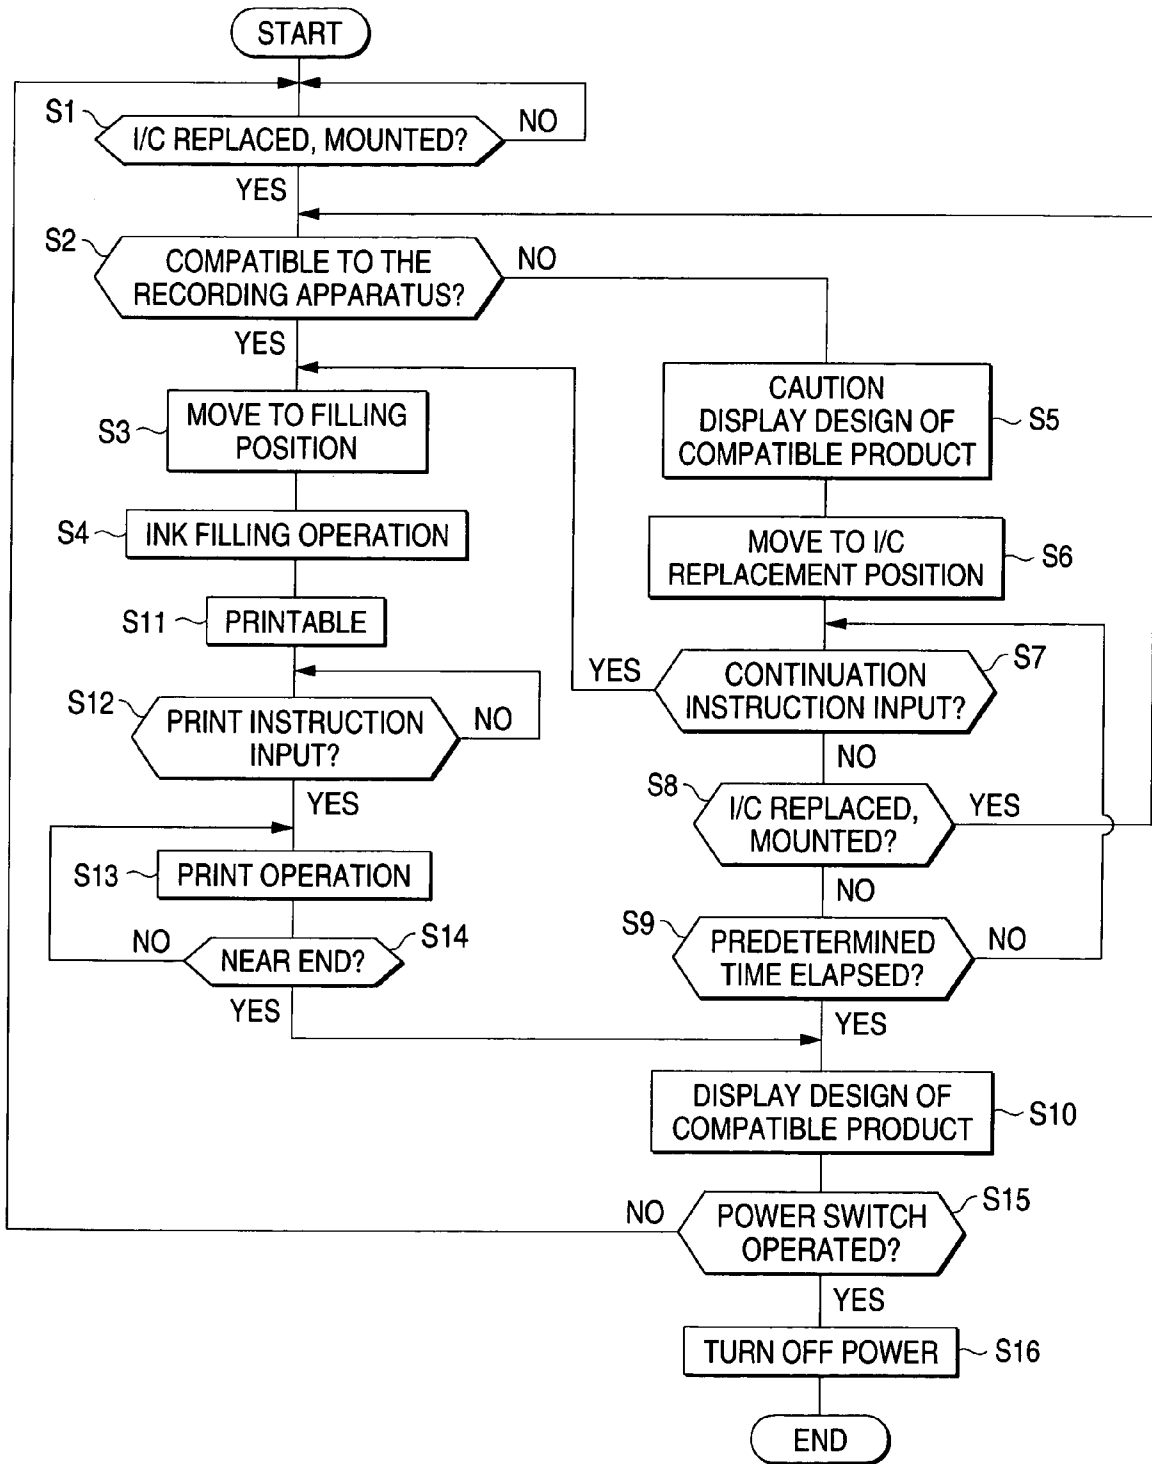 START
S1
I/C REPLACED, MOUNTED?
NO
YES
S2
COMPATIBLE TO THE
RECORDING APPARATUS?
NO
YES
S3
MOVE TO FILLING
POSITION
CAUTION
DISPLAY DESIGN OF
COMPATIBLE PRODUCT
S5
S4
INK FILLING OPERATION
MOVE TO I/C
REPLACEMENT POSITION
S6
S11
PRINTABLE
YES
CONTINUATION
INSTRUCTION INPUT?
S7
NO
S12
PRINT INSTRUCTION
INPUT?
NO
YES
S8
I/C REPLACED,
MOUNTED?
YES
NO
S13
PRINT OPERATION
NO
NEAR END?
S14
YES
S9
PREDETERMINED
TIME ELAPSED?
NO
YES
DISPLAY DESIGN OF
COMPATIBLE PRODUCT
S10
NO
POWER SWITCH
OPERATED?
S15
YES
TURN OFF POWER
S16
END